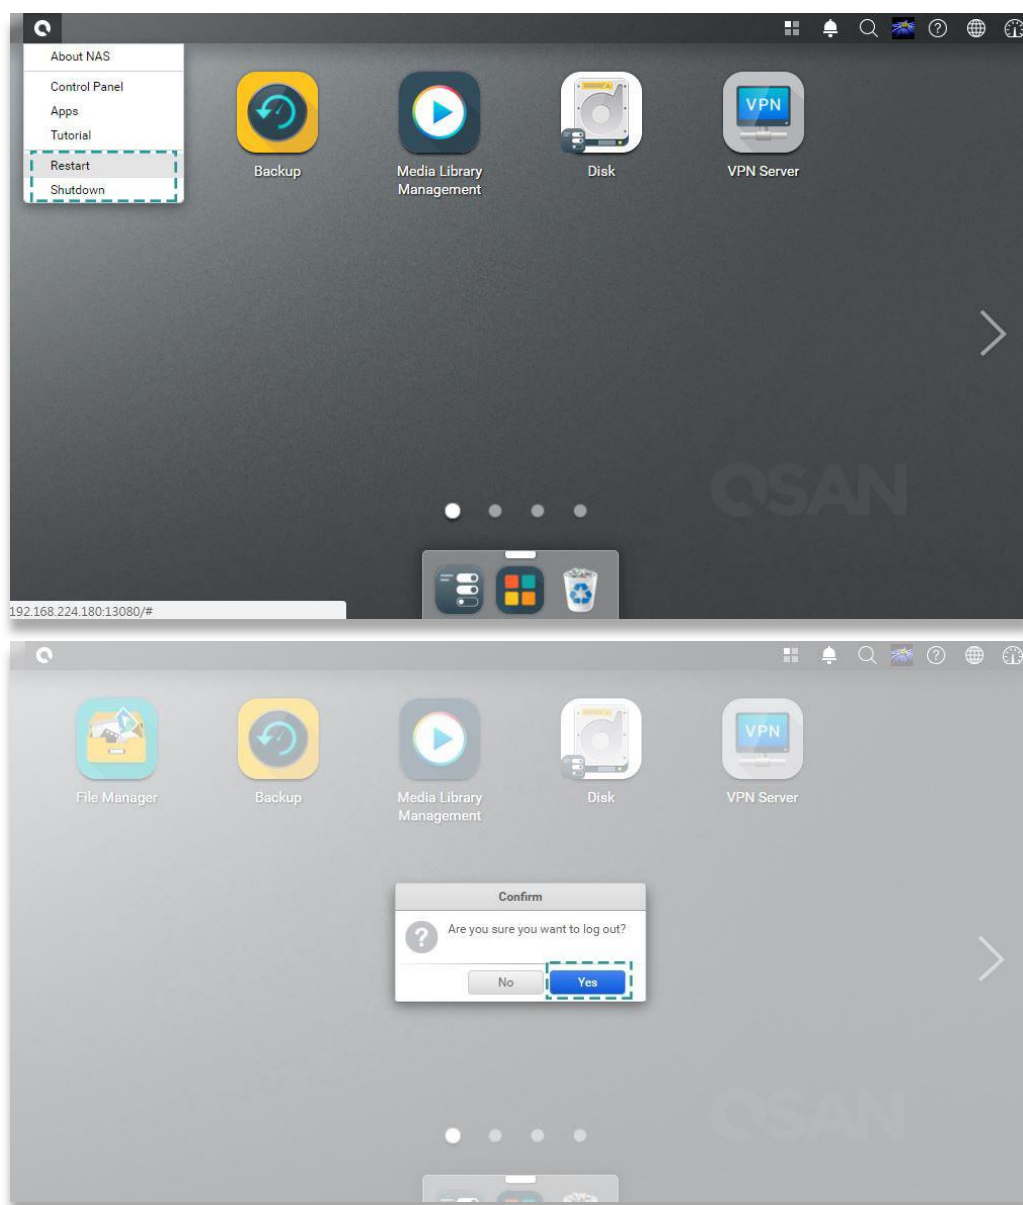 About NAS
Control Panel
Apps
Tutorial
Restart
Shutdown
Backup
Media Library
Management
Disk
VPN
VPN Server
QSAN
192.168.224.180:13080/#
File Manager
Backup
Media Library
Management
Disk
VPN
VPN Server
Confirm
Are you sure you want to log out?
No
Yes
QSAN